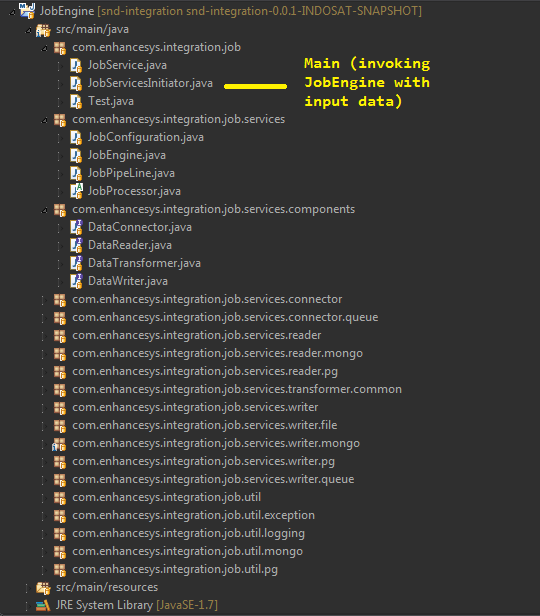 JobEngine [snd-integration snd-integration-0.0.1-INDOSAT-SNAPSHOT]
src/main/java
com.enhancesys.integration.job
JobService.java
JobServicesInitiator.java
Main (invoking
JobEngine with
input data)
Test.java
com.enhancesys.integration.job.services
JobConfiguration.java
JobEngine.java
JobPipeLine.java
JobProcessor.java
com.enhancesys.integration.job.services.components
DataConnector.java
DataReader.java
DataTransformer.java
DataWriter.java
com.enhancesys.integration.job.services.connector
com.enhancesys.integration.job.services.connector.queue
com.enhancesys.integration.job.services.reader
com.enhancesys.integration.job.services.reader.mongo
com.enhancesys.integration.job.services.reader.pg
com.enhancesys.integration.job.services.transformer.common
com.enhancesys.integration.job.services.writer
com.enhancesys.integration.job.services.writer.file
com.enhancesys.integration.job.services.writer.mongo
com.enhancesys.integration.job.services.writer.pg
com.enhancesys.integration.job.services.writer.queue
com.enhancesys.integration.job.util
com.enhancesys.integration.job.util.exception
com.enhancesys.integration.job.util.logging
com.enhancesys.integration.job.util.mongo
com.enhancesys.integration.job.util.pg
src/main/resources
JRE System Library [JavaSE-1.7]